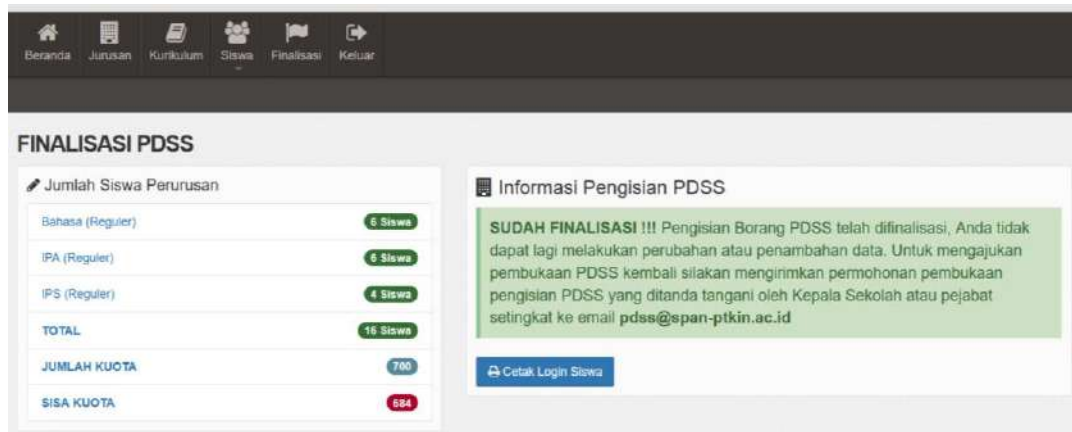 Beranda Jurusan Kurikulum Siswa Finalisasi Keluar
FINALISASI PDSS
Jumlah Siswa Perurusan
Bahasa (Reguler) 6 Siswa
IPA (Reguler) 6 Siswa
IPS (Reguler) 4 Siswa
TOTAL 16 Siswa
JUMLAH KUOTA 700
SISA KUOTA 684
Informasi Pengisian PDSS
SUDAH FINALISASI !!! Pengisian Borang PDSS telah difinalisasi, Anda tidak
dapat lagi melakukan perubahan atau penambahan data. Untuk mengajukan
pembukaan PDSS kembali silakan mengirimkan permohonan pembukaan
pengisian PDSS yang ditanda tangani oleh Kepala Sekolah atau pejabat
setingkat ke email pdss@span-ptkin.ac.id
Cetak Login Siswa